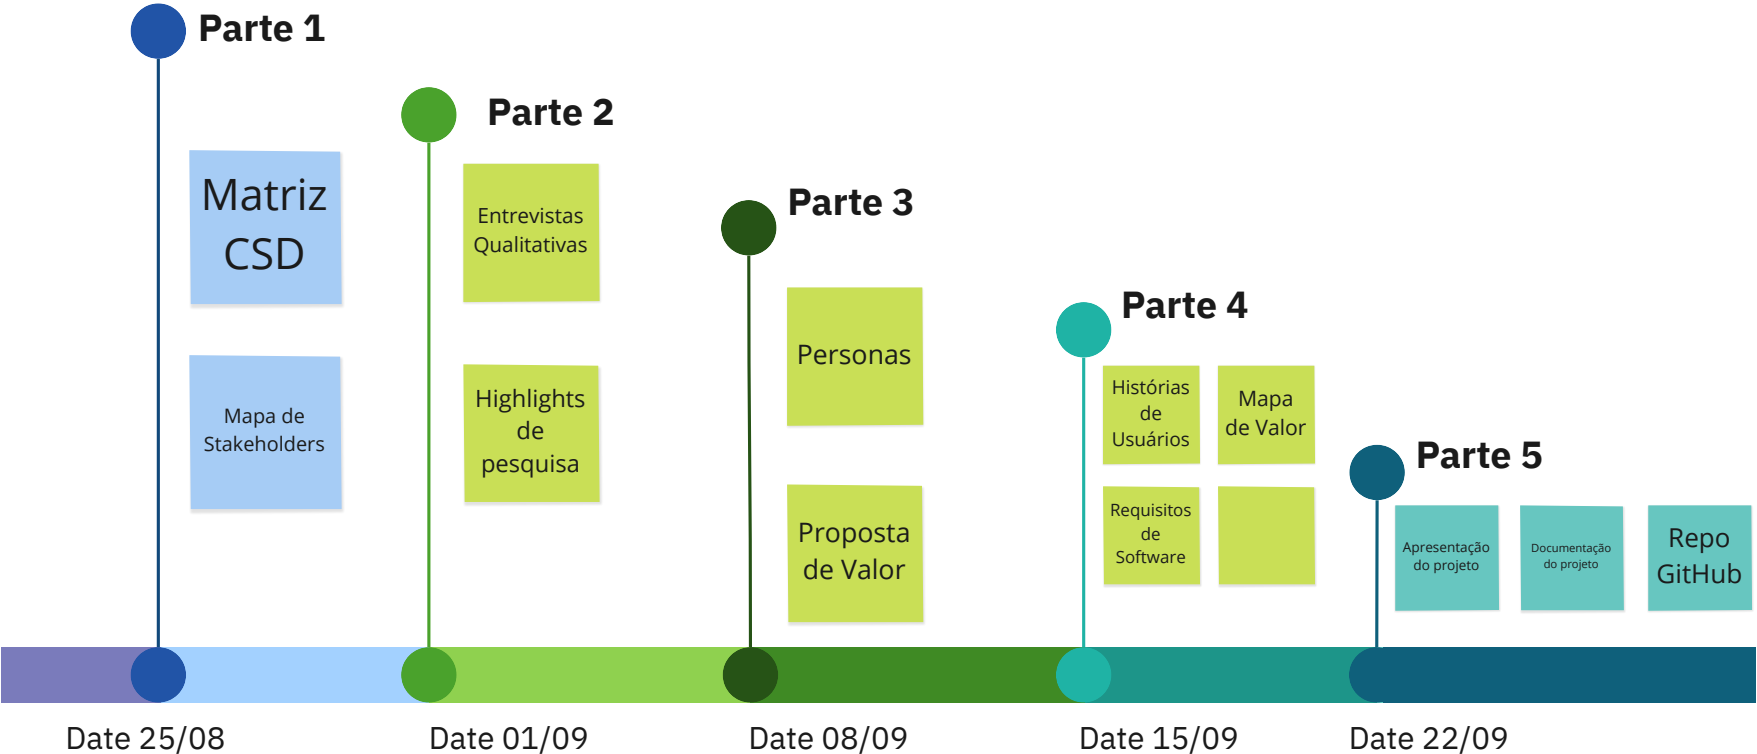 Parte 1
Matriz
CSD
Mapa de
Stakeholders
Parte 2
Entrevistas
Qualitativas
Highlights
de
pesquisa
Parte 3
Personas
Proposta
de Valor
Parte 4
Histórias
de
Usuários
Mapa
de Valor
Requisitos
de
Software
Parte 5
Apresentação
do projeto
Documentação
do projeto
Repo
GitHub
Date 25/08
Date 01/09
Date 08/09
Date 15/09
Date 22/09